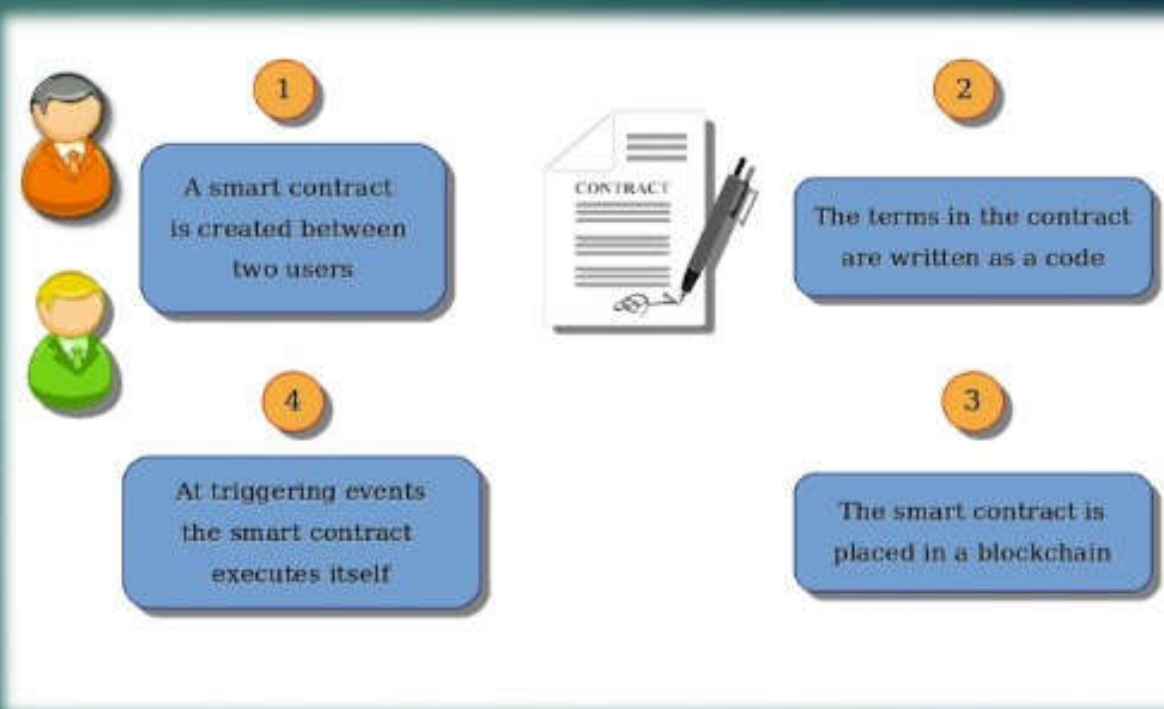 1
A smart contract
is created between
two users
CONTRACT
2
The terms in the contract
are written as a code
3
The smart contract is
placed in a blockchain
4
At triggering events
the smart contract
executes itself